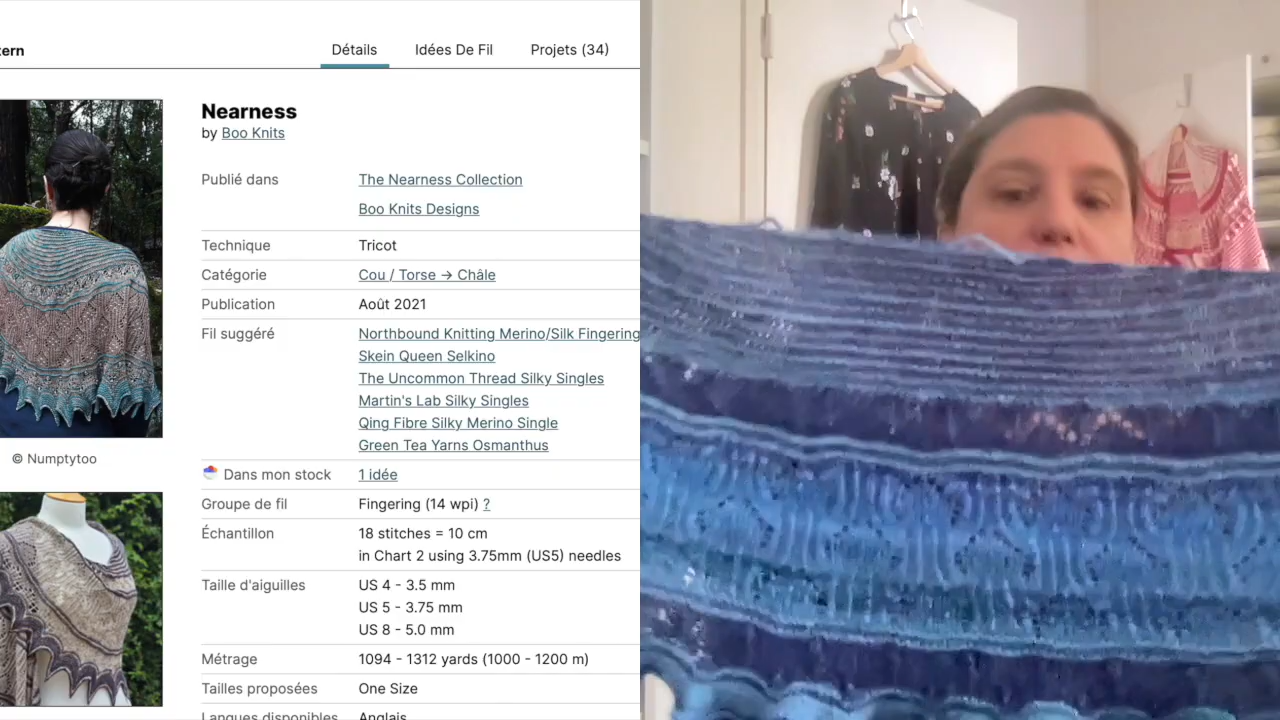 tern
Détails
Idées De Fil
Projets (34)
Nearness
by Boo Knits
Publié dans
The Nearness Collection
Boo Knits Designs
Technique
Tricot
Catégorie
Cou / Torse → Châle
Publication
Août 2021
Fil suggéré
Northbound Knitting Merino/Silk Fingering
Skein Queen Selkino
The Uncommon Thread Silky Singles
Martin's Lab Silky Singles
Qing Fibre Silky Merino Single
Green Tea Yarns Osmanthus
© Numptytoo
Dans mon stock
1 idée
Groupe de fil
Fingering (14 wpi) ?
Échantillon
18 stitches = 10 cm
in Chart 2 using 3.75mm (US5) needles
Taille d'aiguilles
US 4 - 3.5 mm
US 5 - 3.75 mm
US 8 - 5.0 mm
Métrage
1094 - 1312 yards (1000 - 1200 m)
Tailles proposées
One Size
Langues disponibles
Anglais